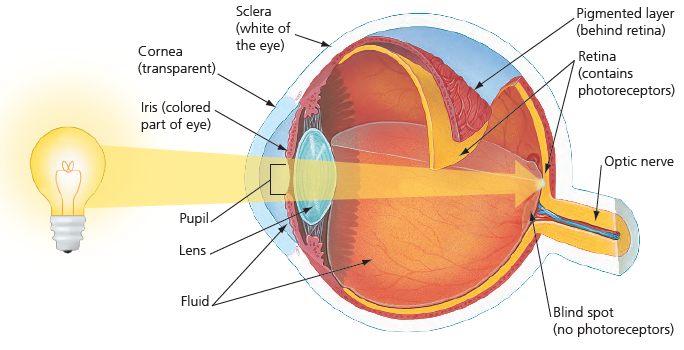 Sclera
(white of
the eye)
Cornea
(transparent)
Iris (colored
part of eye)
Pupil
Lens
Fluid
Pigmented layer
(behind retina)
Retina
(contains
photoreceptors)
Optic nerve
Blind spot
(no photoreceptors)